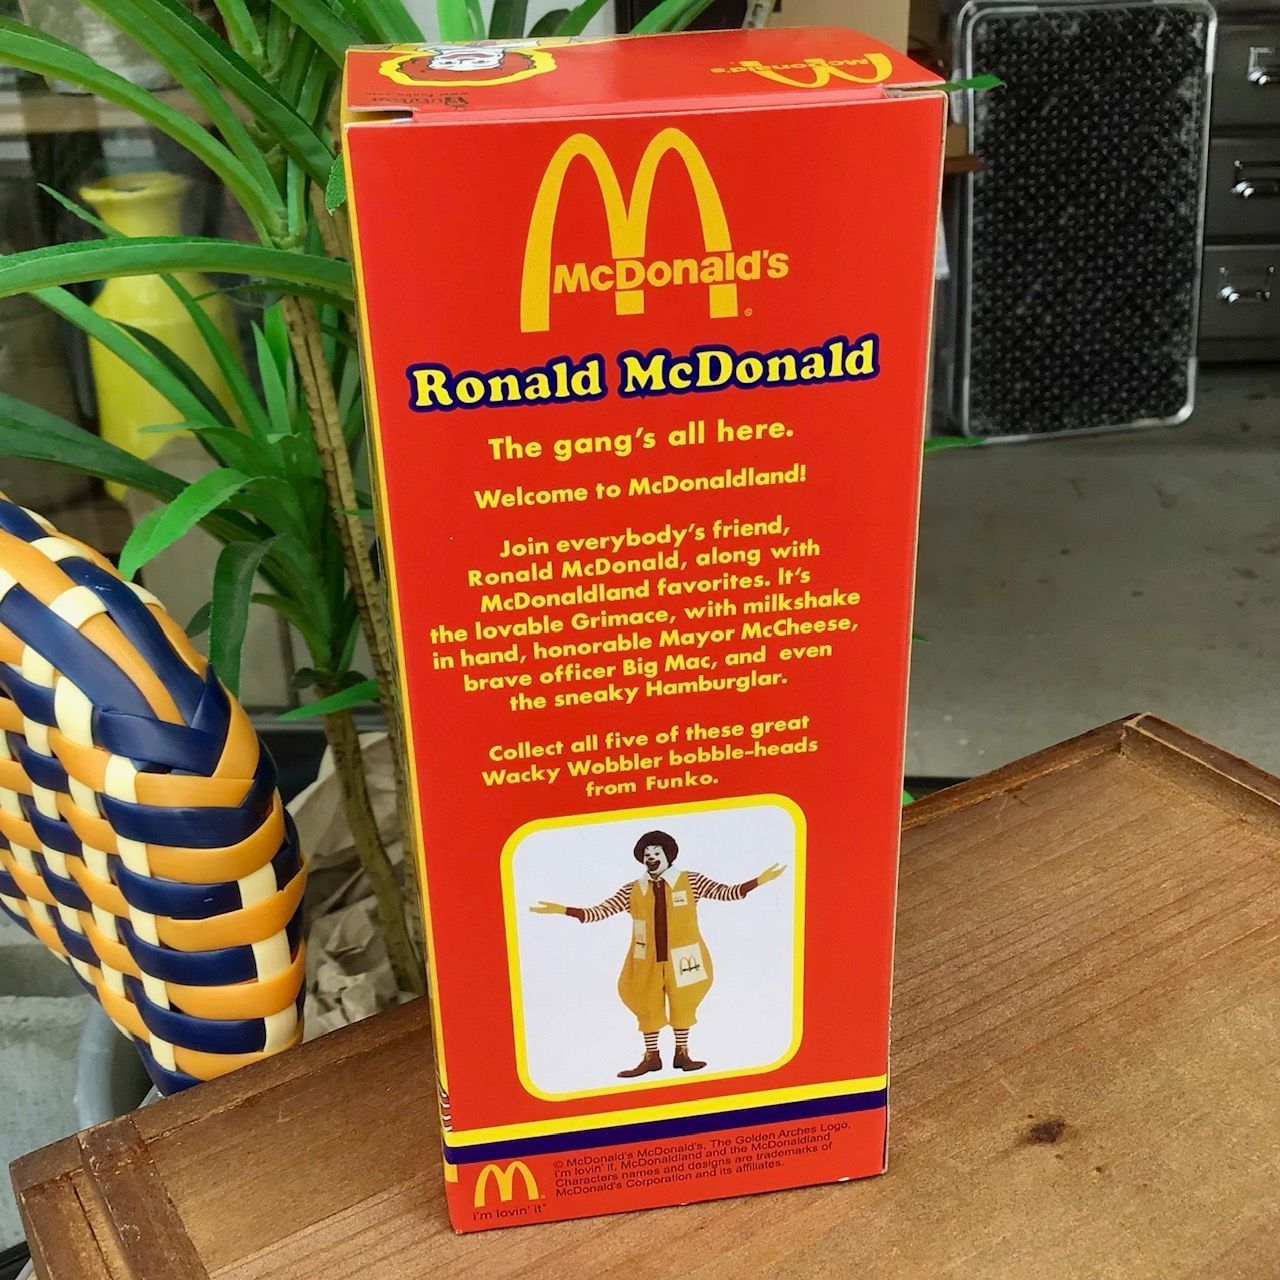 McDonald's
McDonald's
Ronald McDonald
The gang's all here.
Welcome to McDonaldland!
Join everybody's friend,
Ronald McDonald, along with
McDonaldland favorites. It's
the lovable Grimace, with milkshake
in hand, honorable Mayor McCheese,
brave officer Big Mac, and even
the sneaky Hamburglar.
Collect all five of these great
Wacky Wobbler bobble-heads
from Funko.
© McDonald's McDonald's, The Golden Arches Logo,
i'm lovin' it, McDonaldland and the McDonaldland
Characters names and designs are trademarks of
McDonald's Corporation and its affiliates.
i'm lovin' it